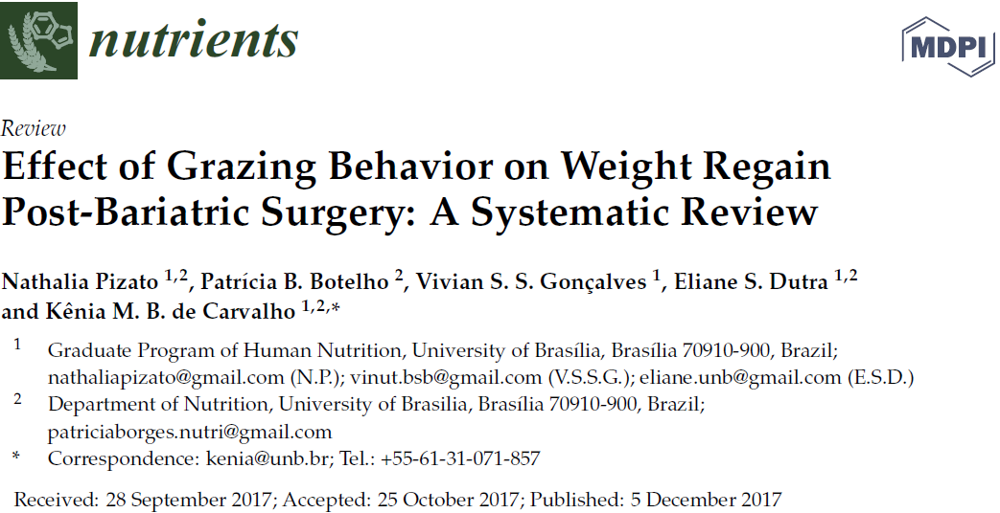 nutrients
MDPI
Review
Effect of Grazing Behavior on Weight Regain
Post-Bariatric Surgery: A Systematic Review
Nathalia Pizato 1,2, Patrícia B. Botelho 2, Vivian S. S. Gonçalves 1, Eliane S. Dutra 1,2
and Kênia M. B. de Carvalho 1,2,*
1 Graduate Program of Human Nutrition, University of Brasília, Brasília 70910-900, Brazil;
nathaliapizato@gmail.com (N.P.); vinut.bsb@gmail.com (V.S.S.G.); eliane.unb@gmail.com (E.S.D.)
2 Department of Nutrition, University of Brasilia, Brasília 70910-900, Brazil;
patriciaborges.nutri@gmail.com
* Correspondence: kenia@unb.br; Tel.: +55-61-31-071-857
Received: 28 September 2017; Accepted: 25 October 2017; Published: 5 December 2017